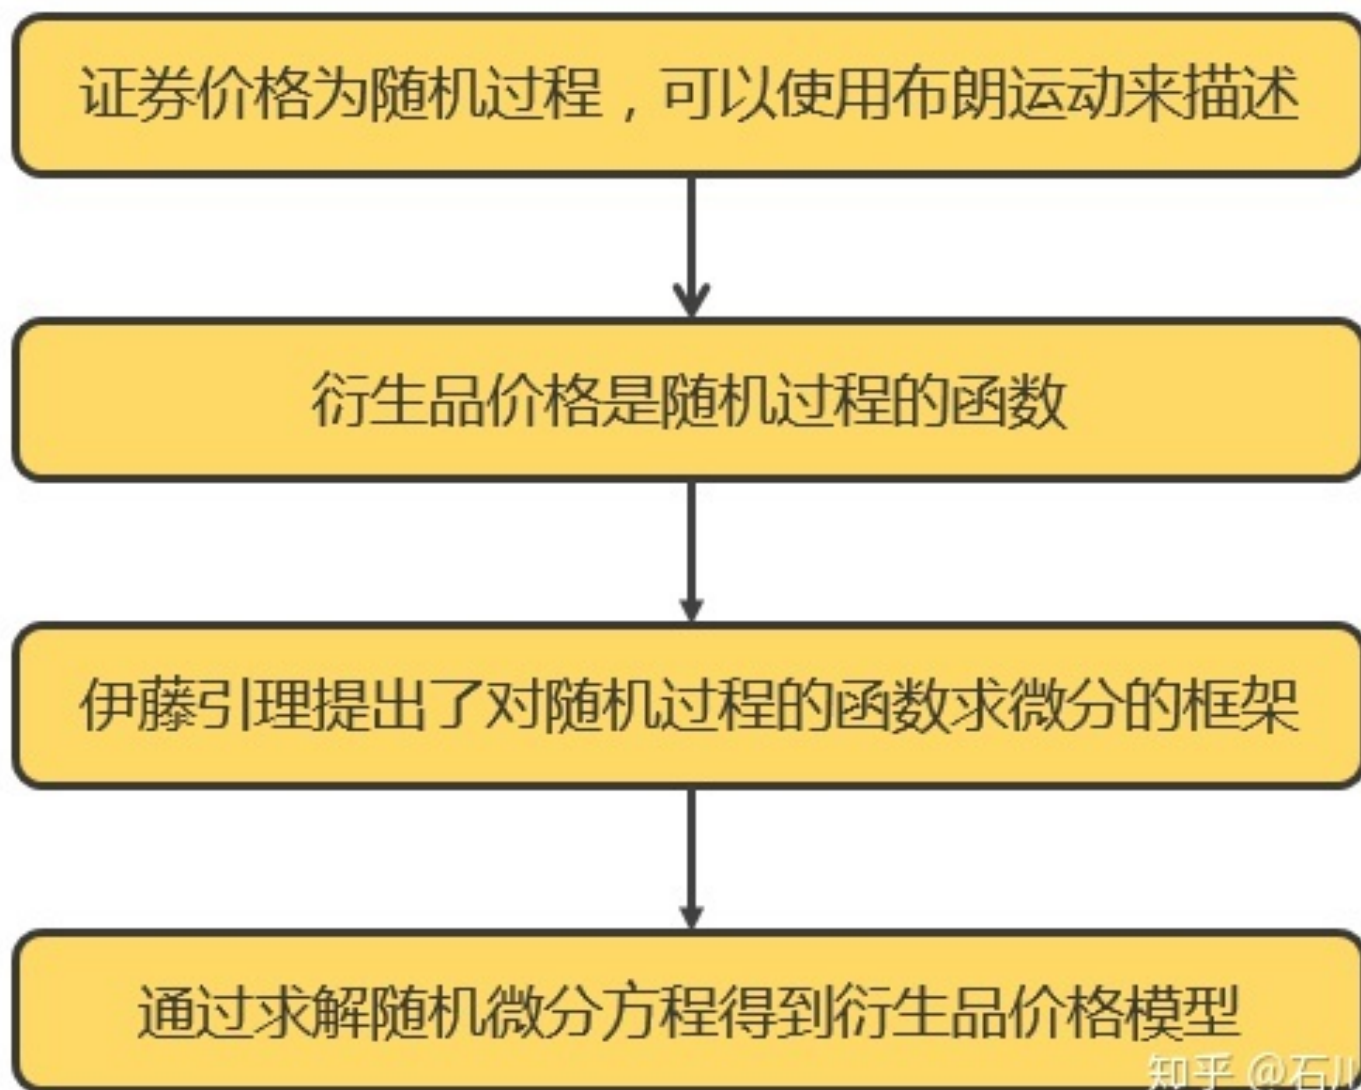 证券价格为随机过程，可以使用布朗运动来描述
衍生品价格是随机过程的函数
伊藤引理提出了对随机过程的函数求微分的框架
通过求解随机微分方程得到衍生品价格模型
知乎 @石川